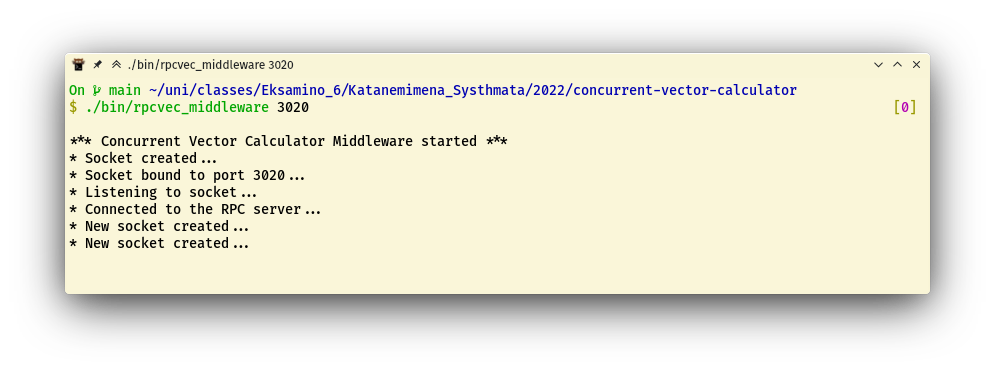 ./bin/rpcvec_middleware 3020
On main ~/uni/classes/Eksamino_6/Katanemimena_Systhmata/2022/concurrent-vector-calculator
$ ./bin/rpcvec_middleware 3020 [0]
*** Concurrent Vector Calculator Middleware started ***
* Socket created...
* Socket bound to port 3020...
* Listening to socket...
* Connected to the RPC server...
* New socket created...
* New socket created...